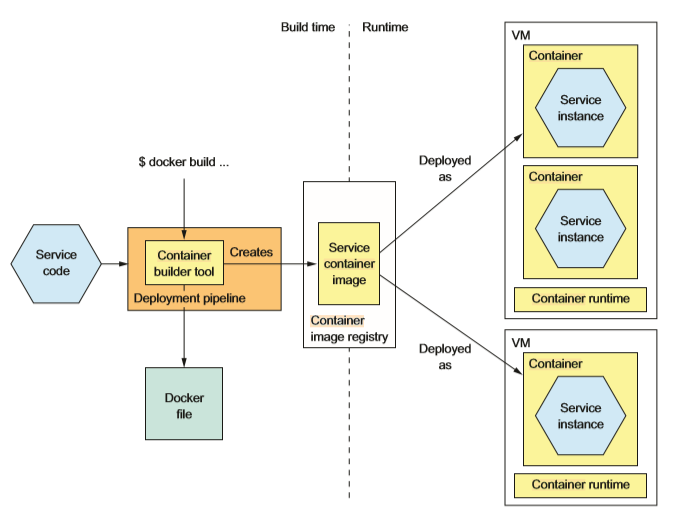 Build time
Runtime
VM
Container
Service
instance
Container
Service
instance
Container runtime
$ docker build ...
Deployed
as
Service
code
Container
builder tool
Creates
Deployment pipeline
Service
container
image
Container
image registry
Deployed
as
VM
Container
Service
instance
Container runtime
Docker
file